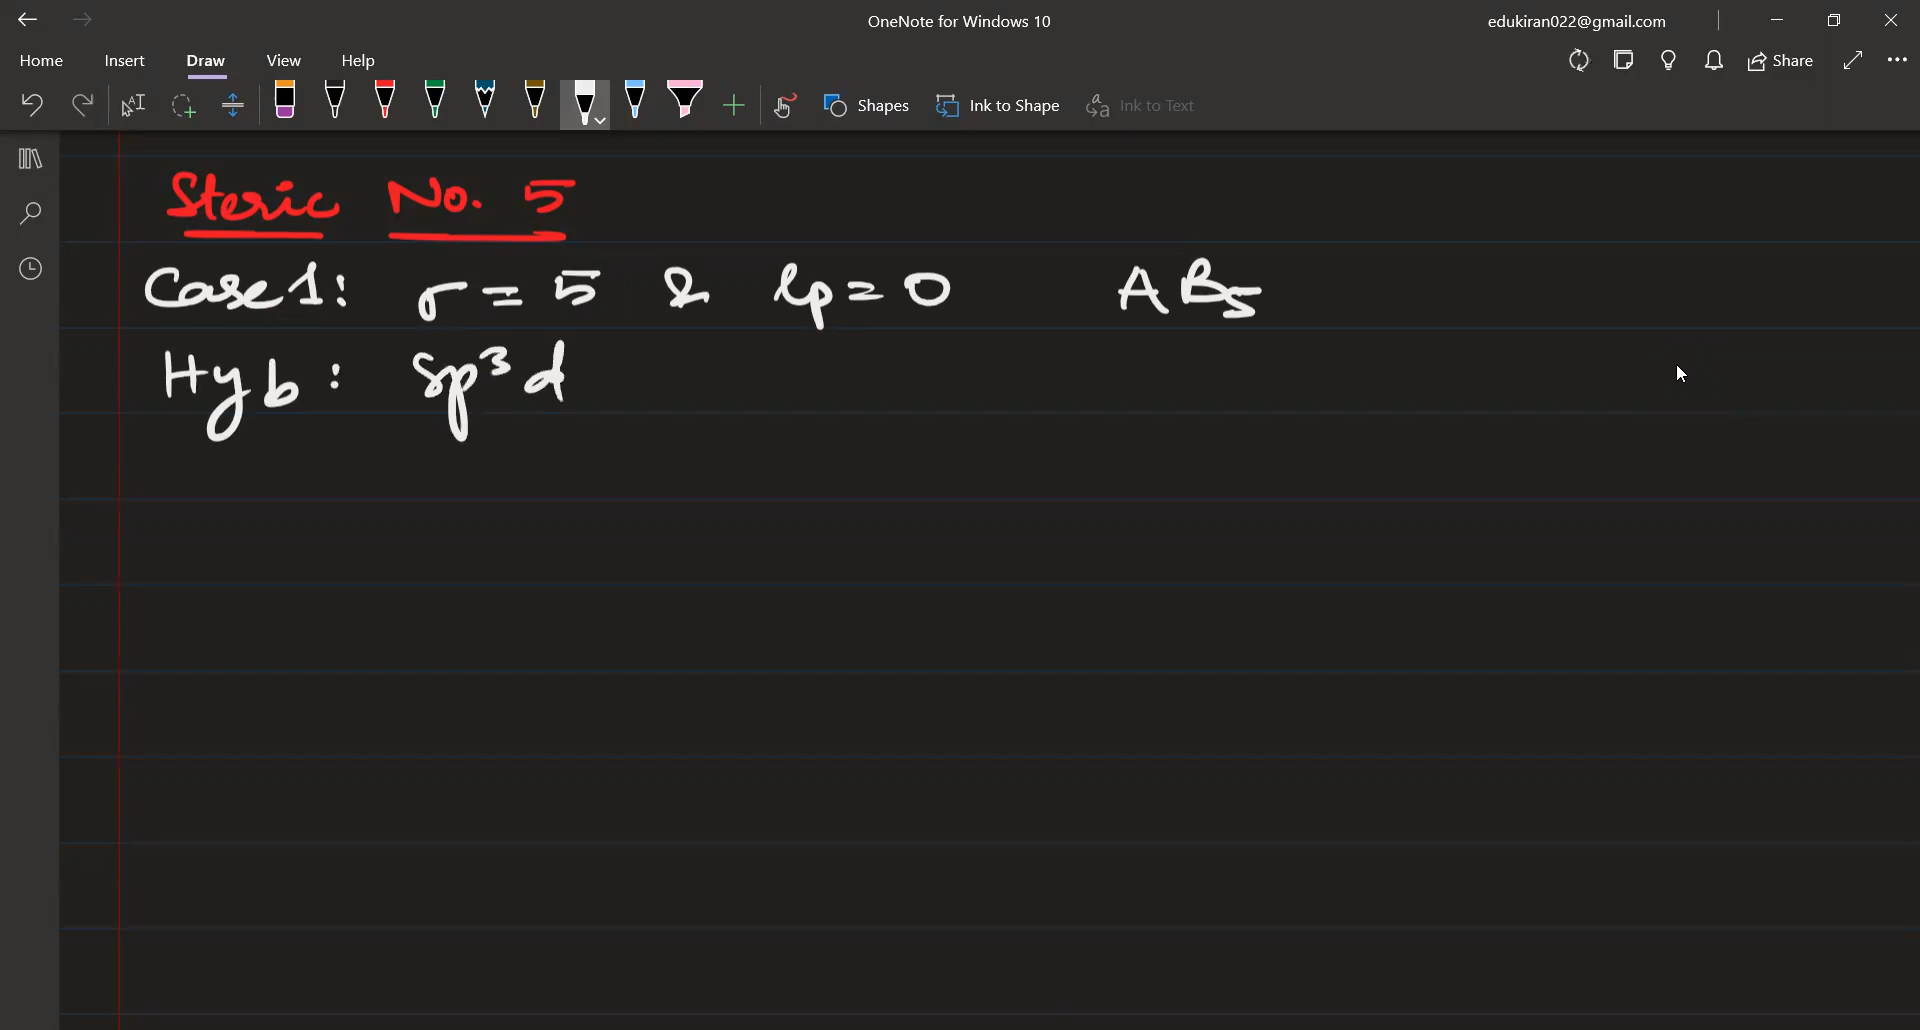 OneNote for Windows 10
edukiran022@gmail.com
Home Insert Draw View Help
Share
Shapes Ink to Shape Ink to Text
Steric No. 5
Case 1: σ = 5 & lp = 0 AB₅
Hyb : sp³d